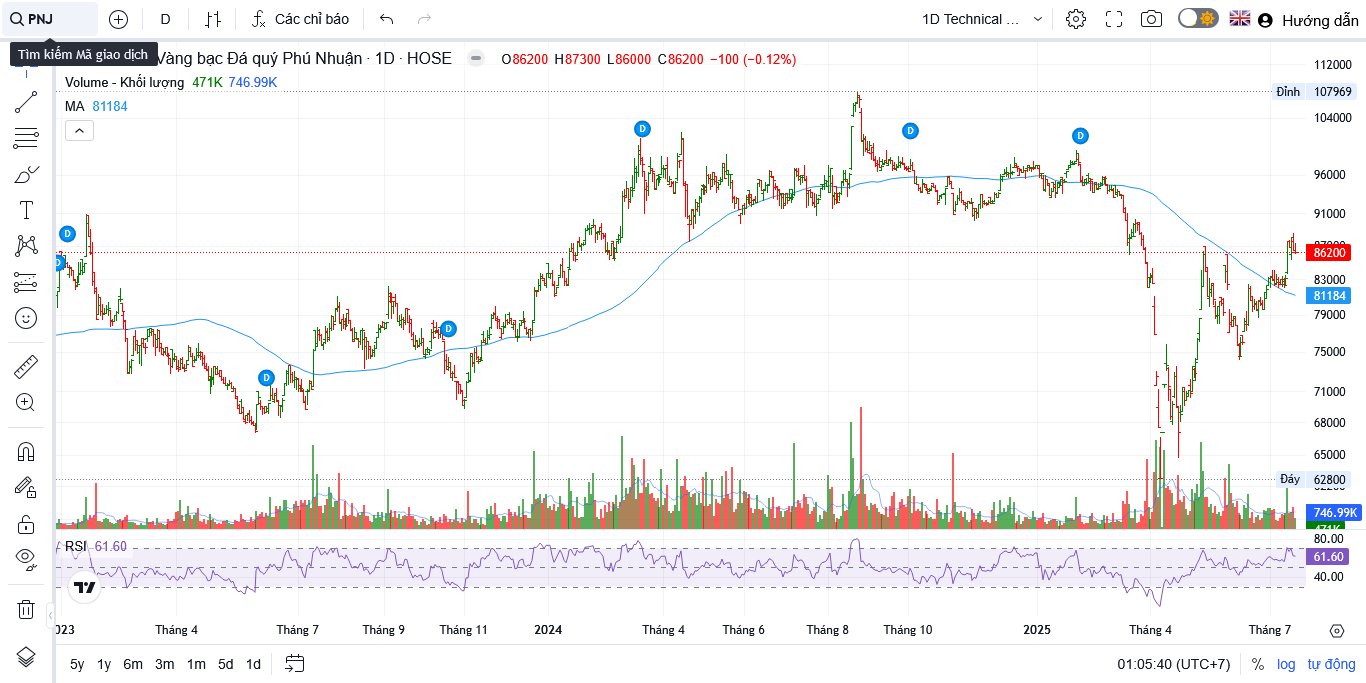 PNJ
D
Các chỉ báo
1D Technical ...
Hướng dẫn
Tìm kiếm Mã giao dịch
Vàng bạc Đá quý Phú Nhuận · 1D · HOSE
O86200 H87300 L86000 C86200 −100 (−0.12%)
Volume - Khối lượng 471K 746.99K
MA 81184
112000
Đỉnh 107969
104000
D
D
D
96000
91000
D
86200
D
83000
81184
79000
D
75000
D
71000
68000
65000
Đáy 62800
746.99K
471K
RSI 61.60
80.00
61.60
40.00
023 Tháng 4 Tháng 7 Tháng 9 Tháng 11 2024 Tháng 4 Tháng 6 Tháng 8 Tháng 10 2025 Tháng 4 Tháng 7
5y 1y 6m 3m 1m 5d 1d
01:05:40 (UTC+7) % log tự động